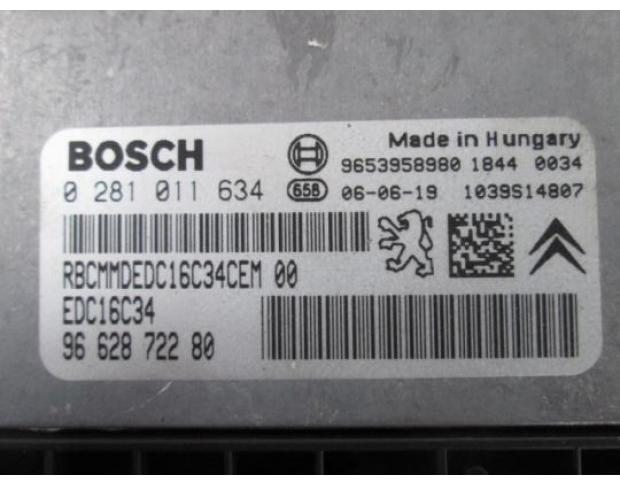 BOSCH
Made in Hungary
9653958980 1844 0034
0 281 011 634 658 06-06-19 1039S14807
RBCMMDEDC16C34CEM 00
EDC16C34
96 628 722 80